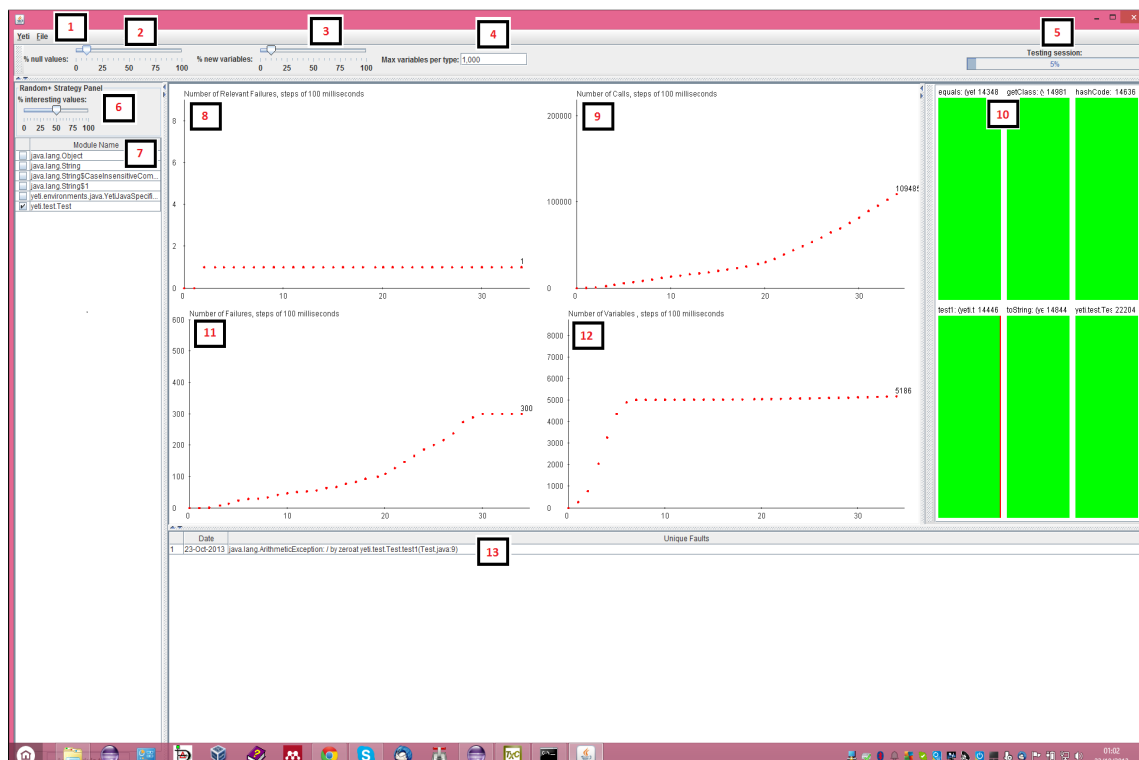 1
2
3
4
5
Yeti File
% null values:
0 25 50 75 100
% new variables:
0 25 50 75 100
Max variables per type: 1,000
Testing session:
5%
Random+ Strategy Panel
% interesting values:
0 25 50 75 100
6
Module Name
7
java.lang.Object
java.lang.String
java.lang.String$CaseInsensitiveCom...
java.lang.String$1
yeti.environments.java.YetiJavaSpecifi...
yeti.test.Test
Number of Relevant Failures, steps of 100 milliseconds
8
8
6
4
2
0
1
0 10 20 30
Number of Calls, steps of 100 milliseconds
9
200000
100000
0
109485
0 10 20 30
equals: (yet 14348 getClass: () 14981 hashCode: 14636
10
test1: (yeti.t 14446 toString: (ye 14844 yeti.test.Tes 22204
Number of Failures, steps of 100 milliseconds
11
600
500
400
300
200
100
0
300
10 20 30
Number of Variables , steps of 100 milliseconds
12
8000
7000
6000
5000
4000
3000
2000
1000
0
5186
10 20 30
Date Unique Faults
1 23-Oct-2013 java.lang.ArithmeticException: / by zeroat yeti.test.Test.test1(Test.java:9)
13
01:02